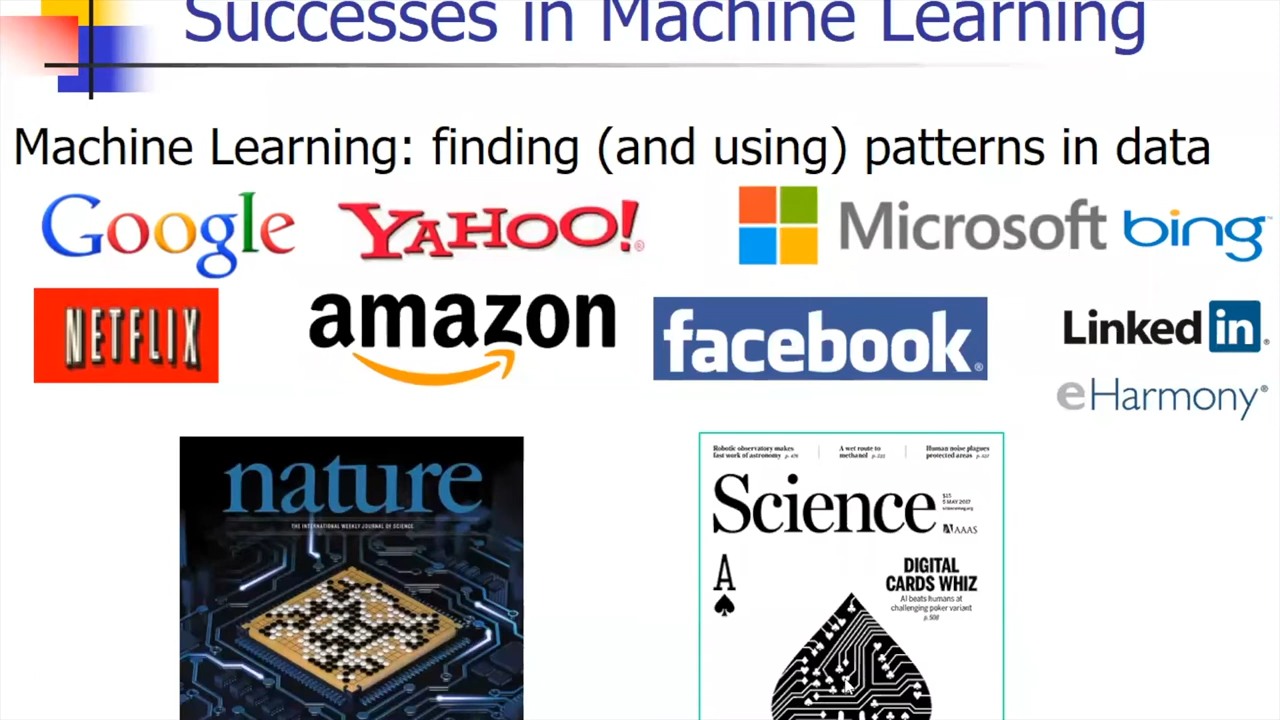 Successes in Machine Learning
Machine Learning: finding (and using) patterns in data
Google
YAHOO!
Microsoft
bing
NETFLIX
amazon
facebook
Linked in
eHarmony
nature
THE INTERNATIONAL WEEKLY JOURNAL OF SCIENCE
Robotic observatory makes
fast work of astronomy
A wet route to
methanol
Human noise plagues
protected areas
Science
$15
5 MAY 2017
AAAS
A
DIGITAL
CARDS WHIZ
AI beats humans at
challenging poker variant
p. 508